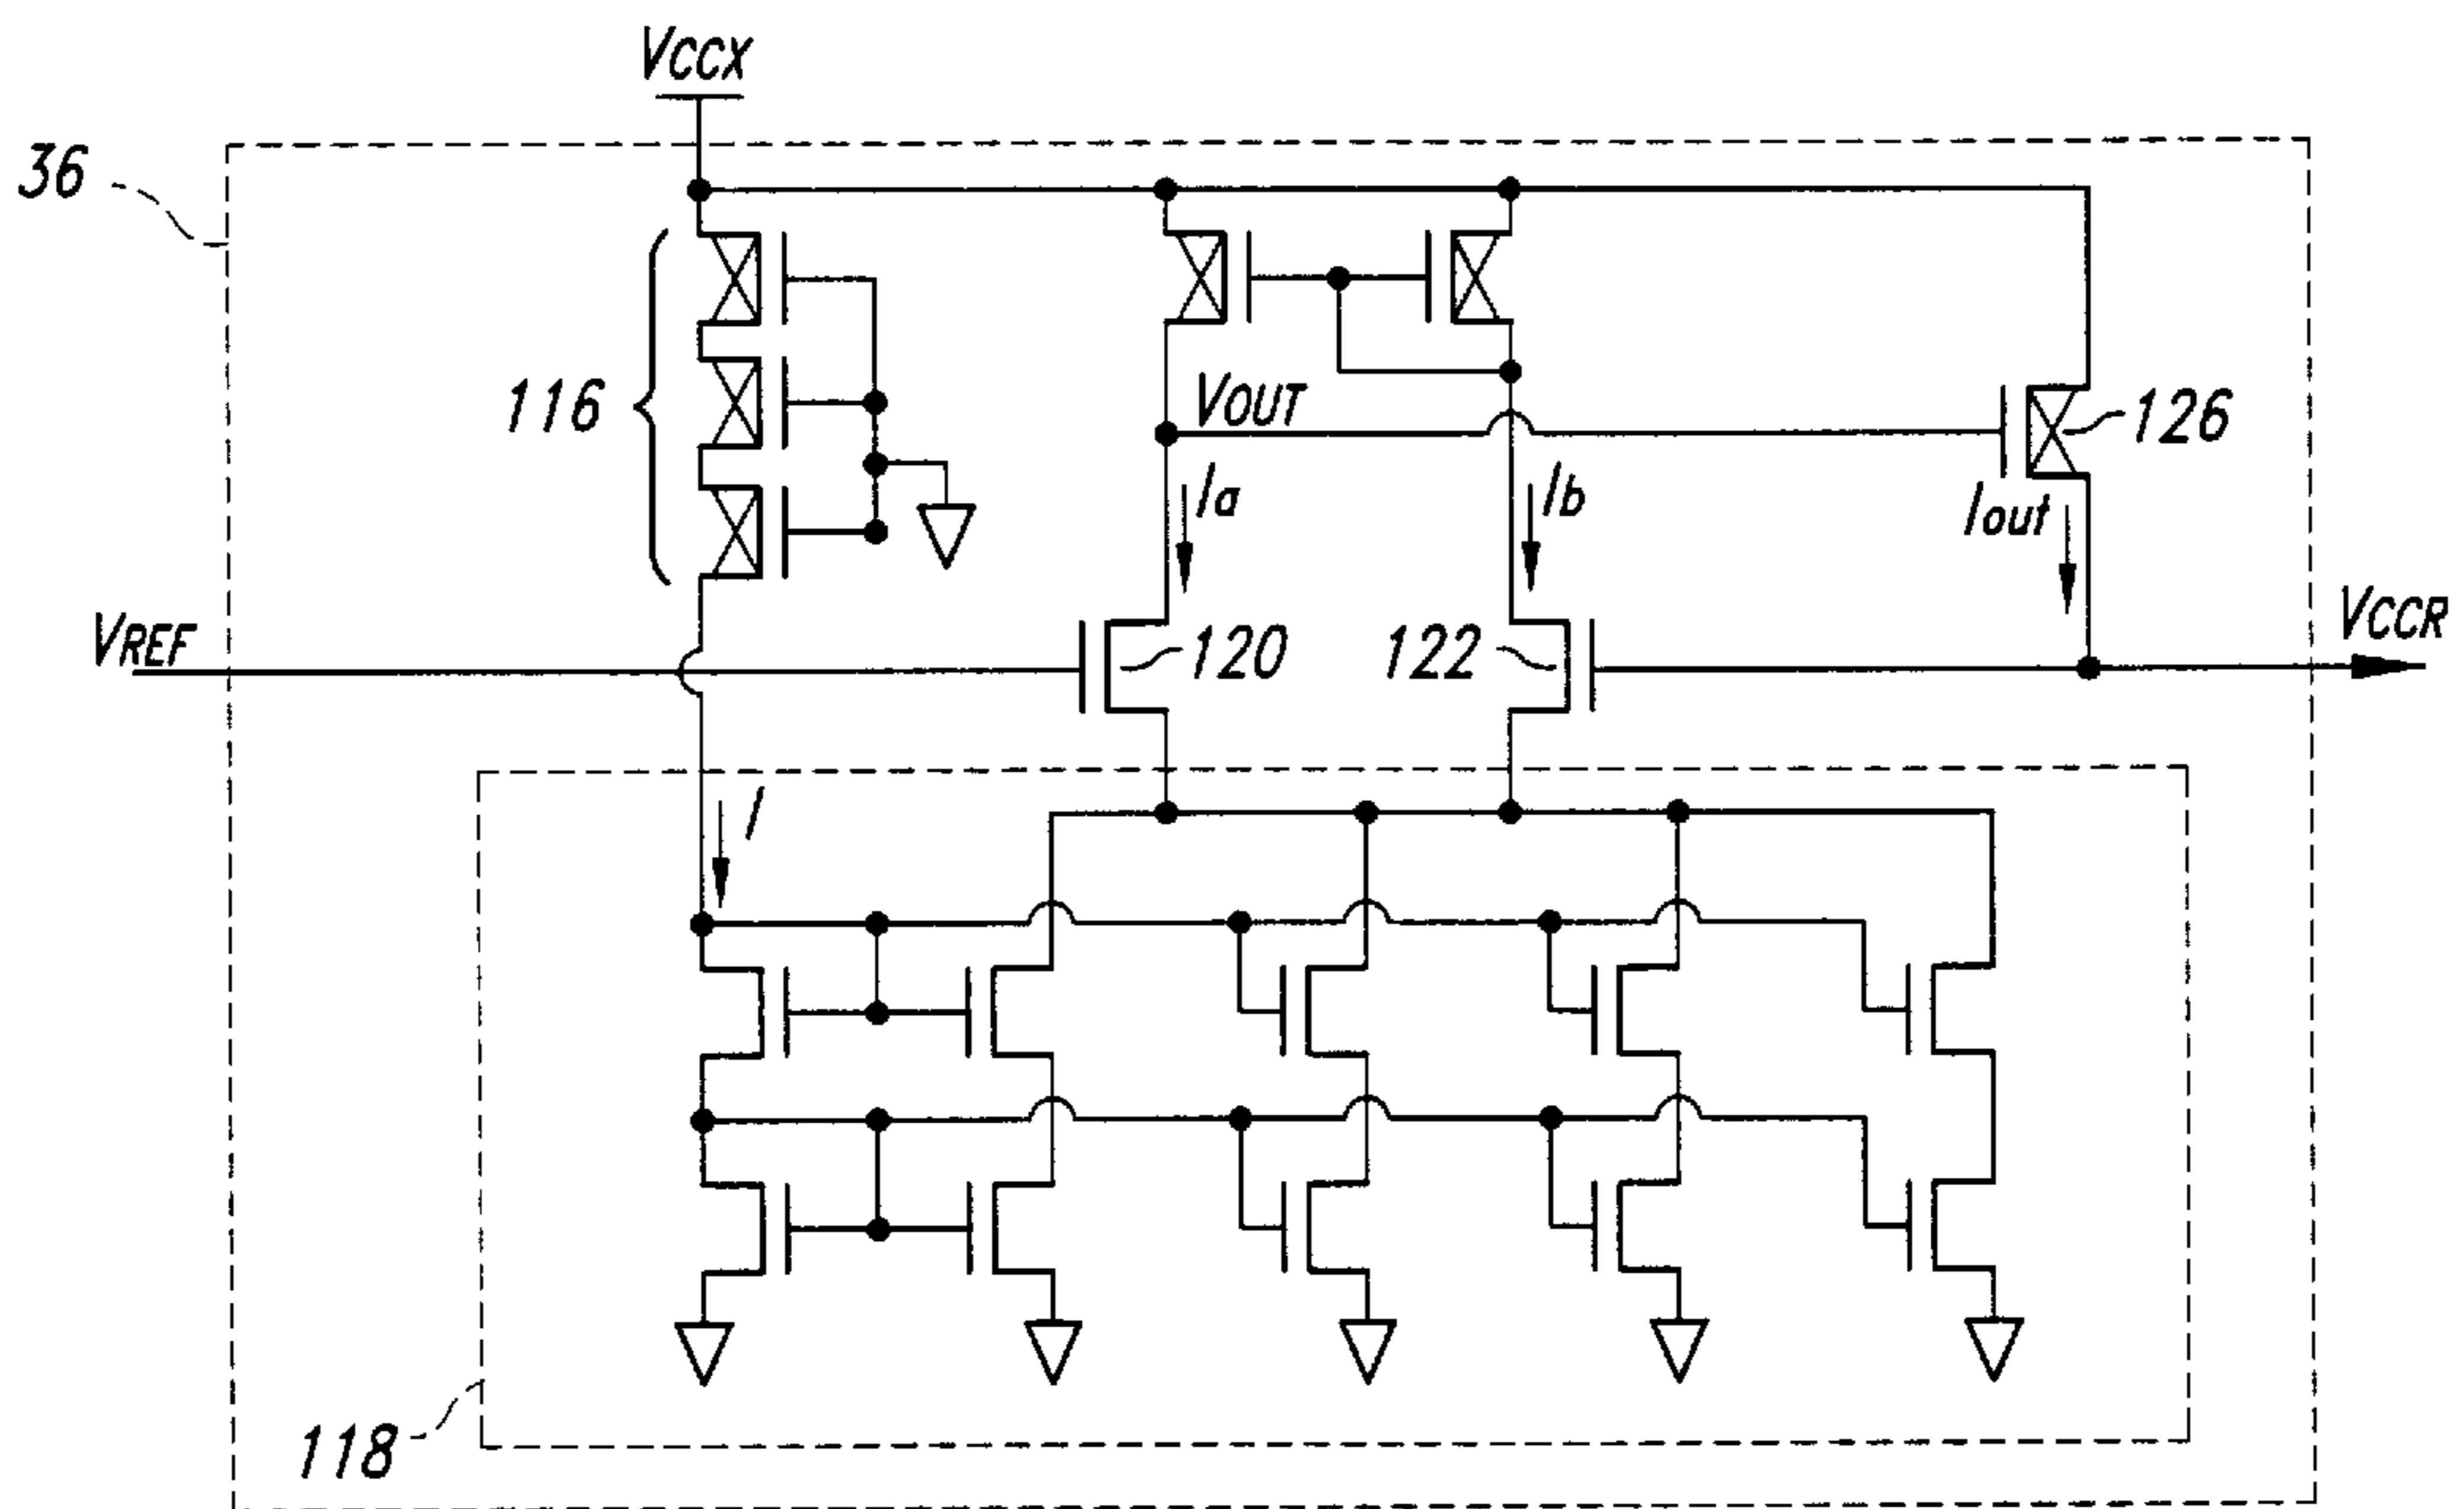 VCCX
36
116
VOUT
126
Ia
Ib
Iout
VREF
120
122
VCCR
I
118